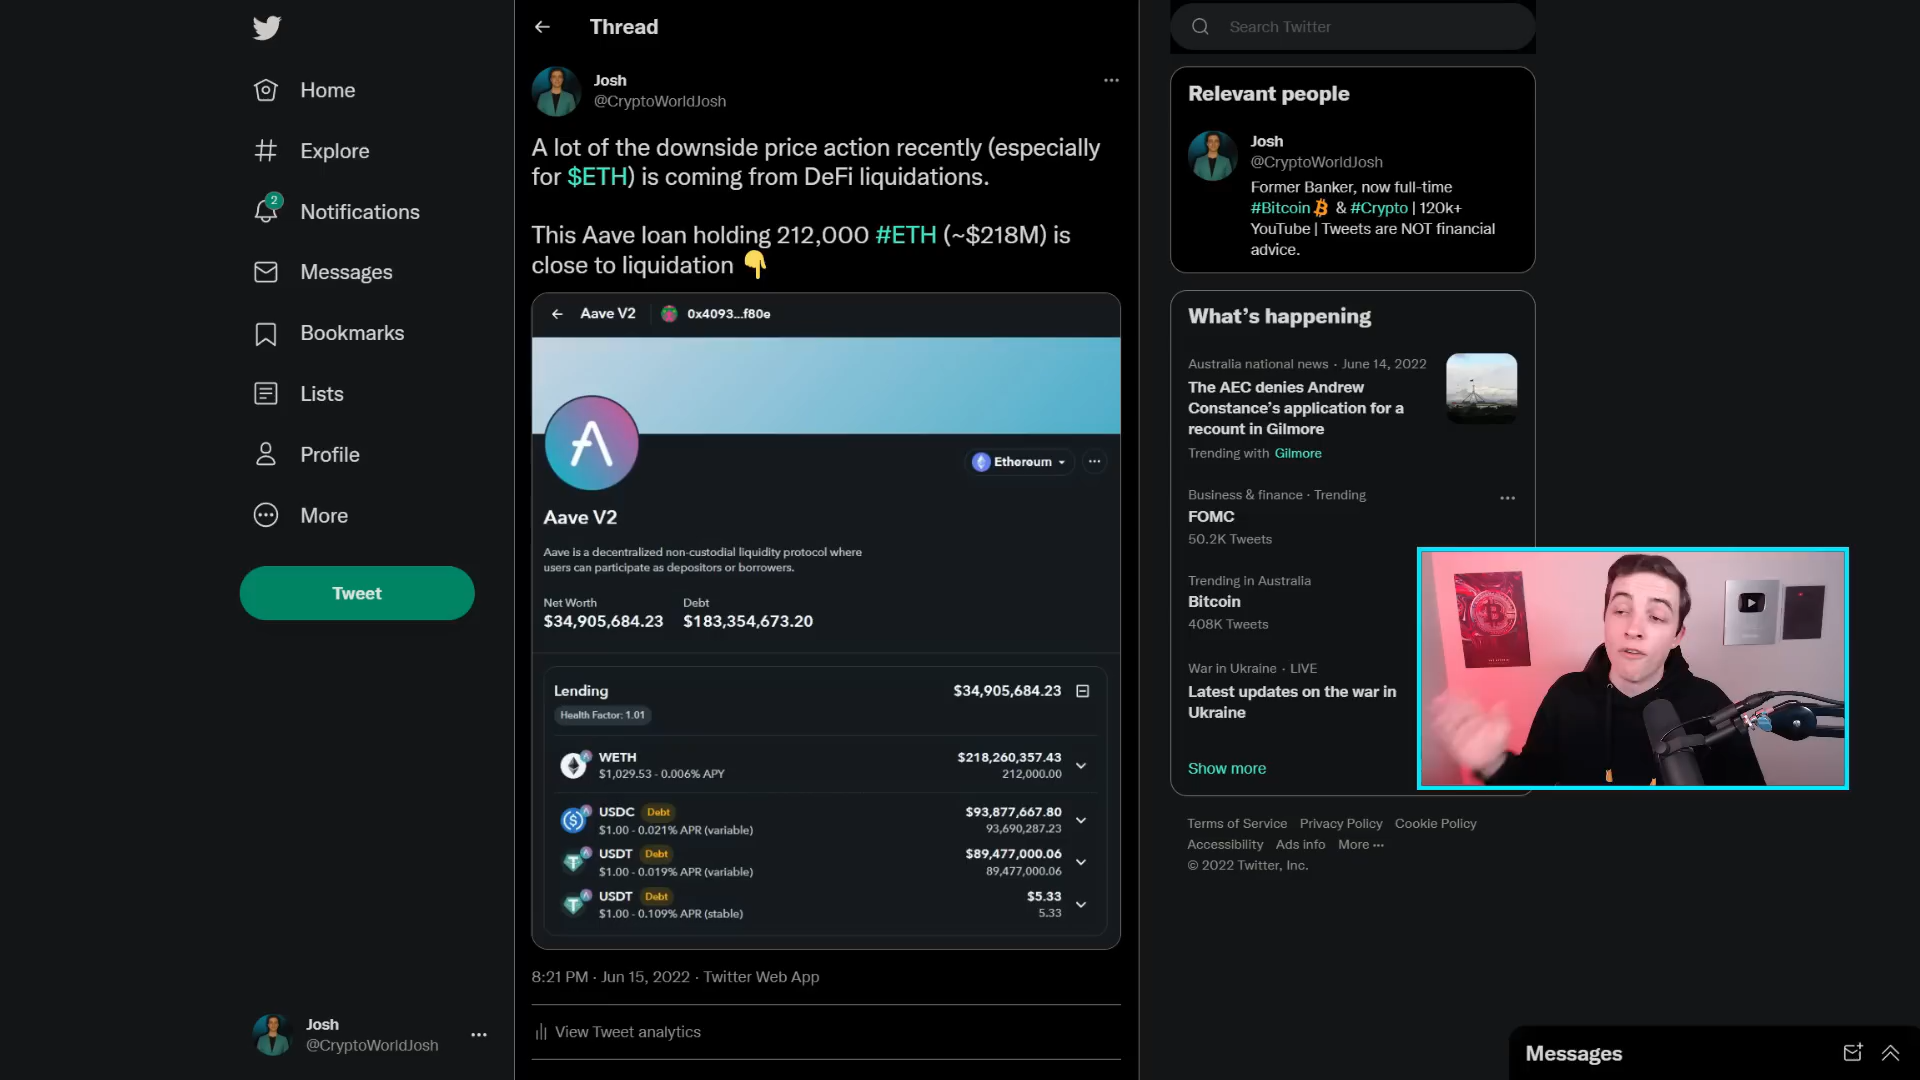 Home
Explore
2
Notifications
Messages
Bookmarks
Lists
Profile
More
Tweet
Josh
@CryptoWorldJosh
Thread
Josh
@CryptoWorldJosh
A lot of the downside price action recently (especially
for $ETH) is coming from DeFi liquidations.
This Aave loan holding 212,000 #ETH (~$218M) is
close to liquidation
Aave V2
0x4093...f80e
Ethereum
Aave V2
Aave is a decentralized non-custodial liquidity protocol where
users can participate as depositors or borrowers.
Net Worth Debt
$34,905,684.23 $183,354,673.20
Lending $34,905,684.23
Health Factor: 1.01
WETH $218,260,357.43
$1,029.53 - 0.006% APY 212,000.00
USDC Debt $93,877,667.80
$1.00 - 0.021% APR (variable) 93,690,287.23
USDT Debt $89,477,000.06
$1.00 - 0.019% APR (variable) 89,477,000.06
USDT Debt $5.33
$1.00 - 0.109% APR (stable) 5.33
8:21 PM · Jun 15, 2022 · Twitter Web App
View Tweet analytics
Search Twitter
Relevant people
Josh
@CryptoWorldJosh
Former Banker, now full-time
#Bitcoin & #Crypto | 120k+
YouTube | Tweets are NOT financial
advice.
What's happening
Australia national news · June 14, 2022
The AEC denies Andrew
Constance's application for a
recount in Gilmore
Trending with Gilmore
Business & finance · Trending
FOMC
50.2K Tweets
Trending in Australia
Bitcoin
408K Tweets
War in Ukraine · LIVE
Latest updates on the war in
Ukraine
Show more
Terms of Service Privacy Policy Cookie Policy
Accessibility Ads info More
© 2022 Twitter, Inc.
Messages